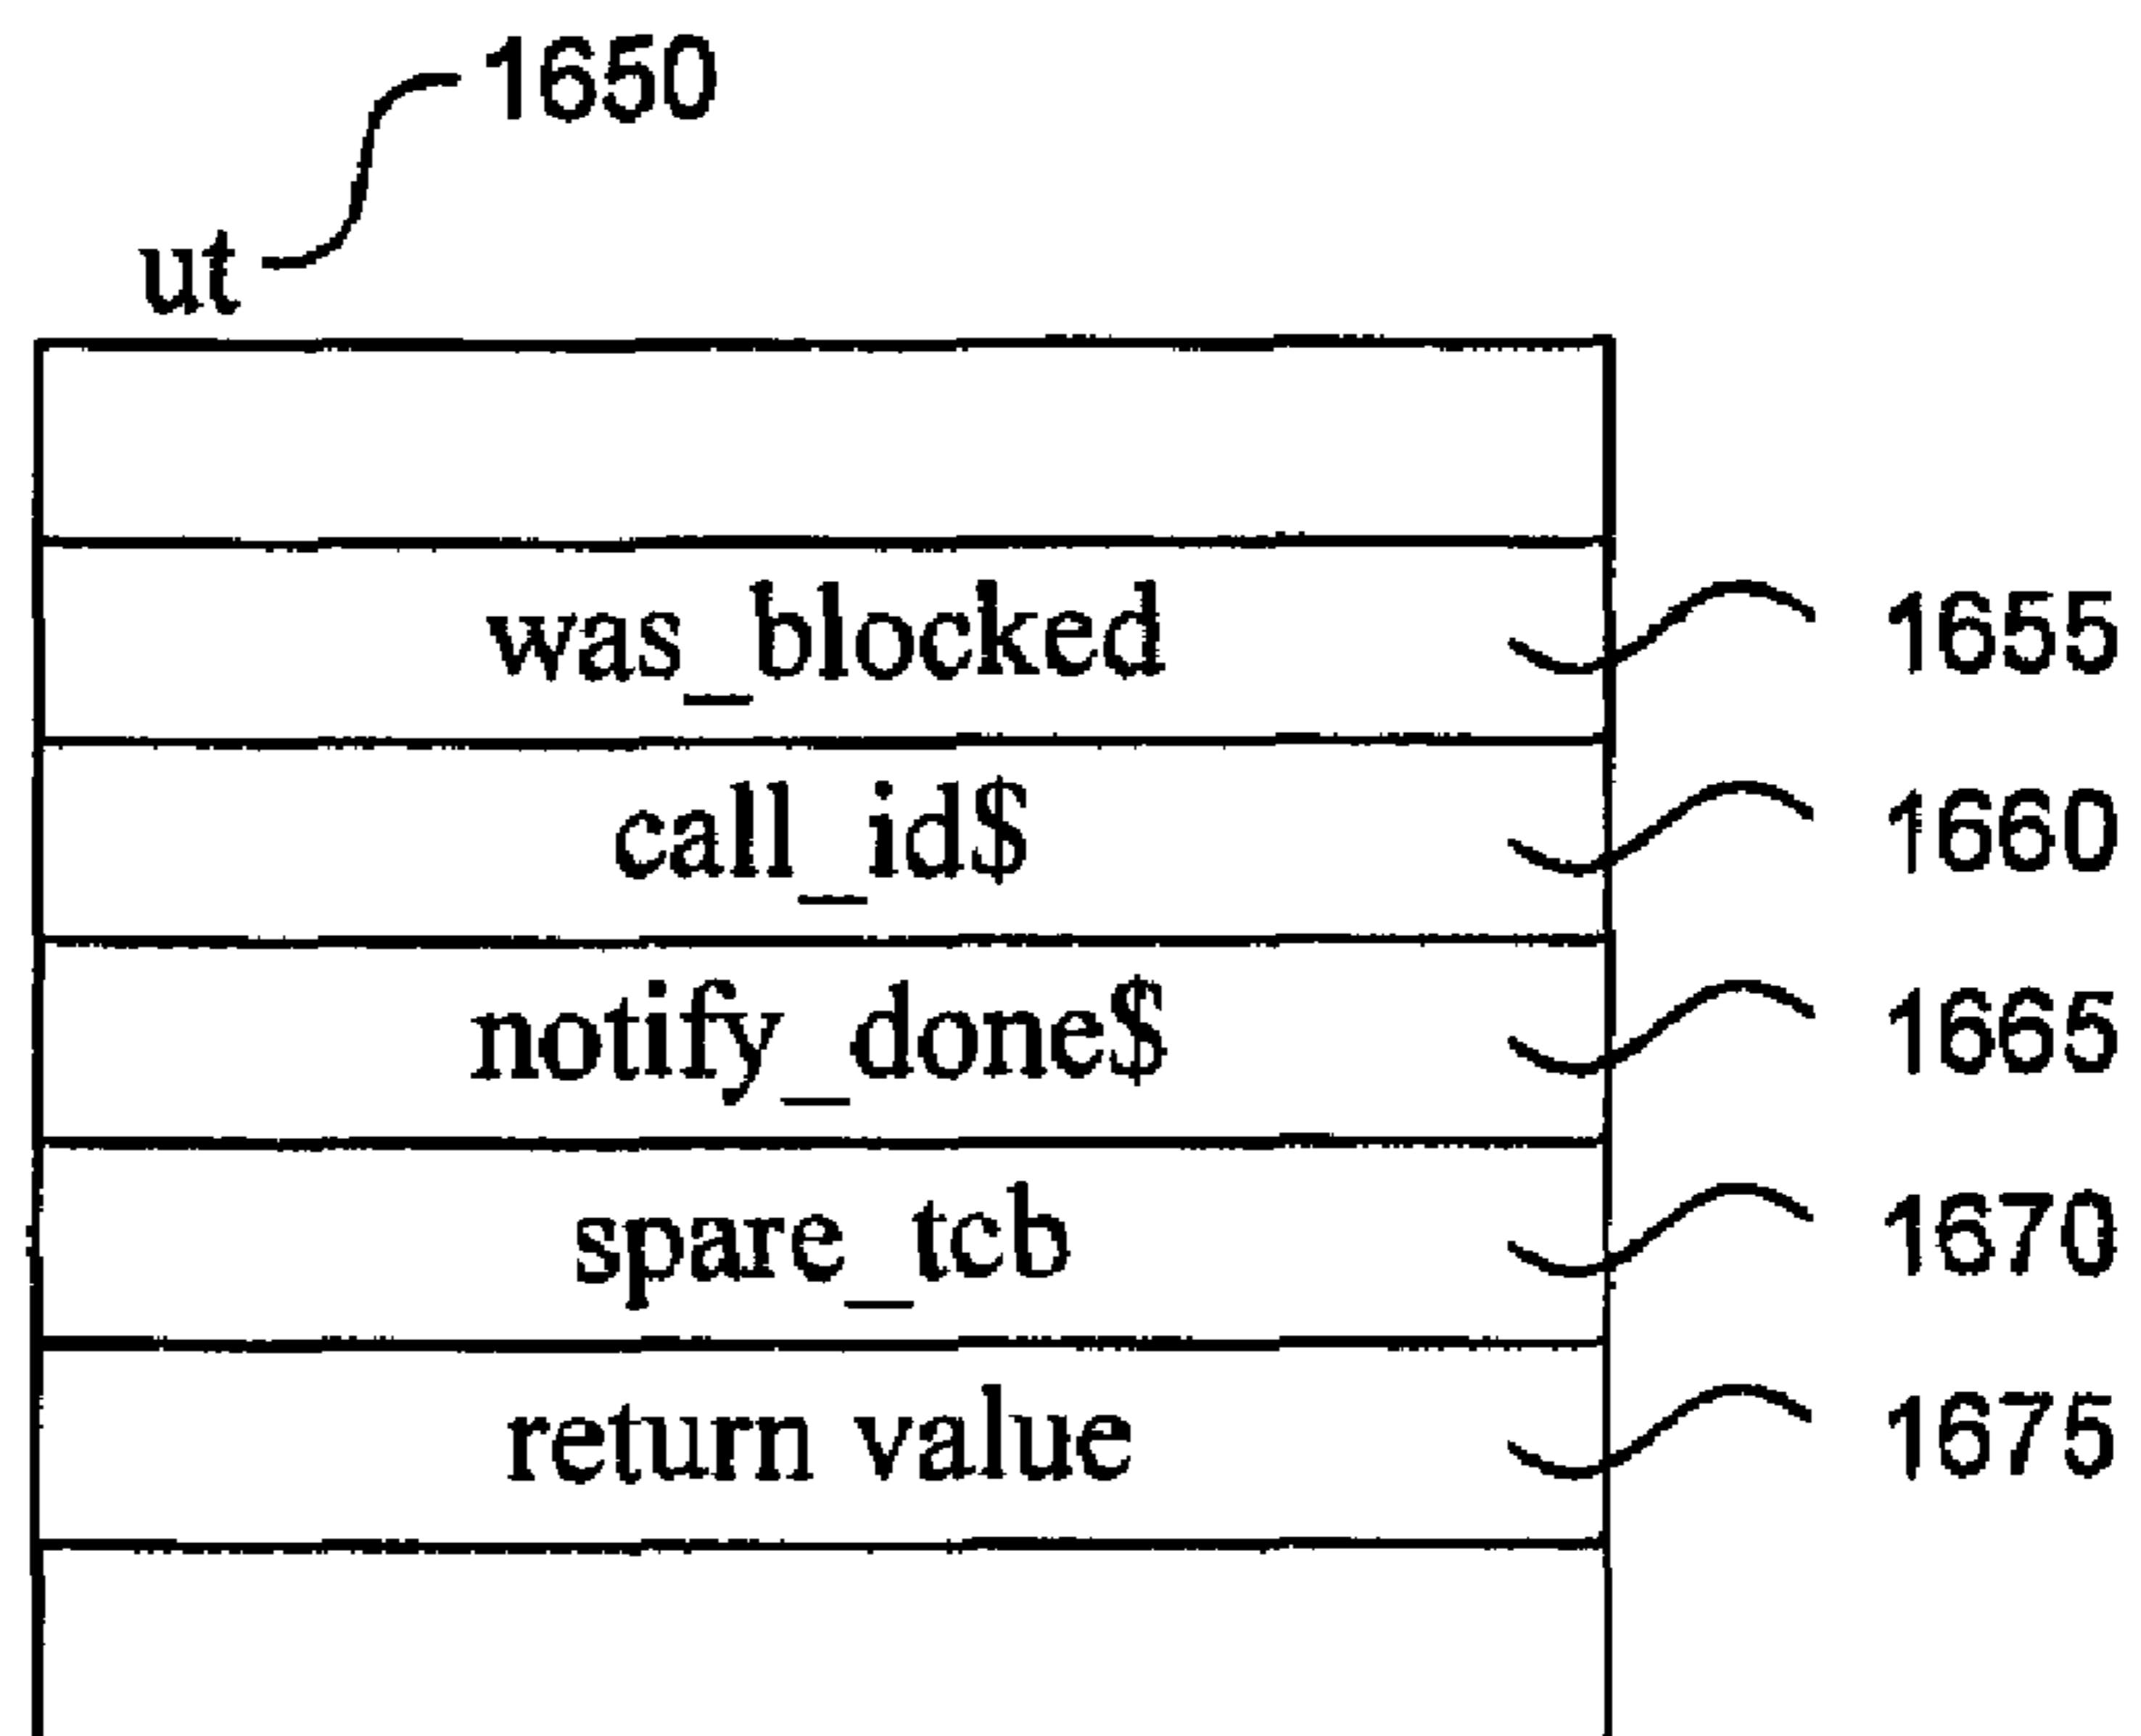 1650
ut
was_blocked 1655
call_id$ 1660
notify_done$ 1665
spare_tcb 1670
return value 1675